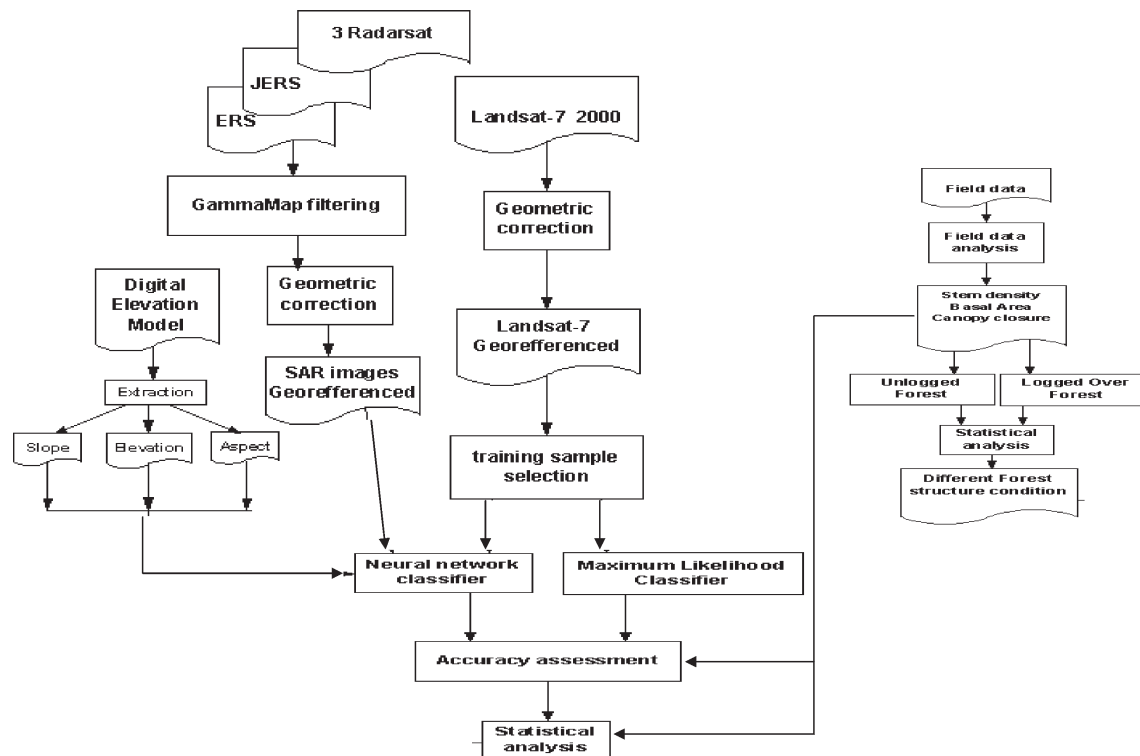 3 Radarsat
JERS
ERS
Landsat-7 2000
GammaMap filtering
Geometric
correction
Geometric
correction
Digital
Elevation
Model
Landsat-7
Georefferenced
SAR images
Georefferenced
Extraction
Slope
Elevation
Aspect
training sample
selection
Neural network
classifier
Maximum Likelihood
Classifier
Accuracy assessment
Statistical
analysis
Field data
Field data
analysis
Stem density
Basal Area
Canopy closure
Unlogged
Forest
Logged Over
Forest
Statistical
analysis
Different Forest
structure condition